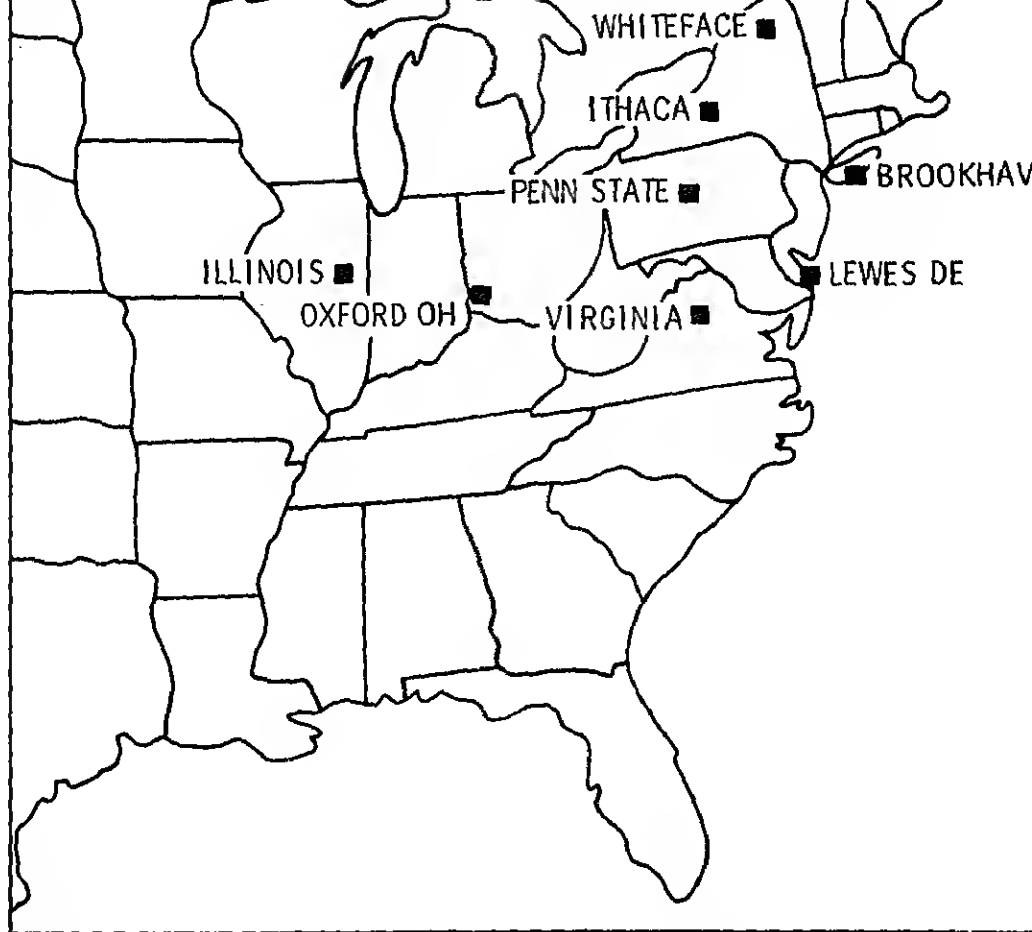 WHITEFACE
ITHACA
PENN STATE
BROOKHAV
ILLINOIS
LEWES DE
OXFORD OH
VIRGINIA